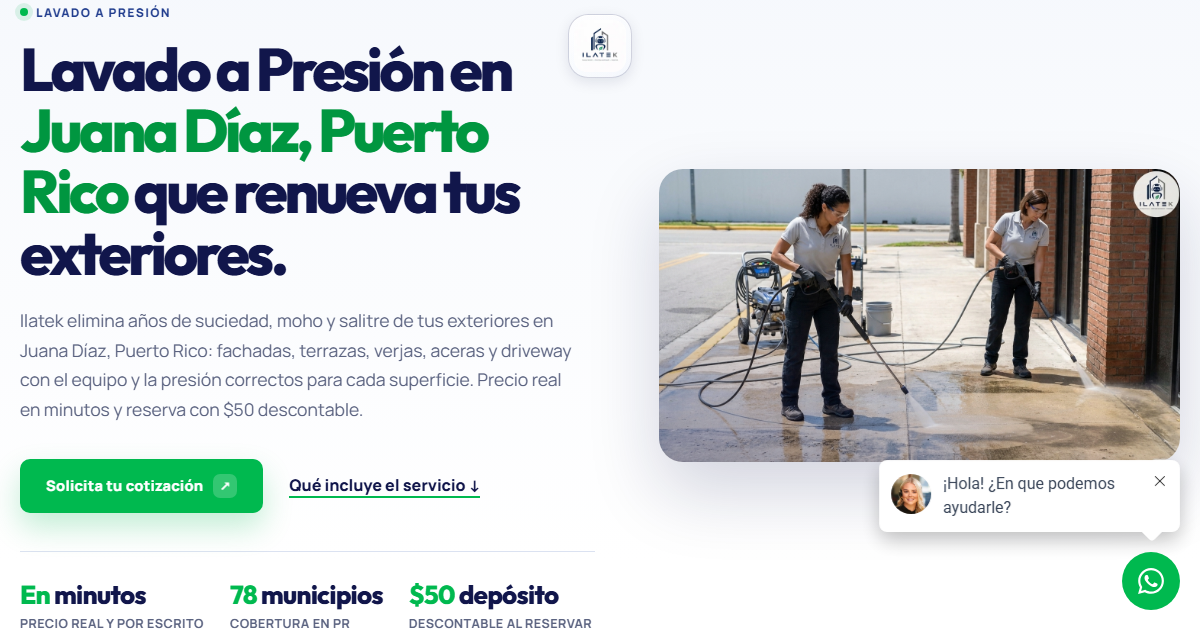 LAVADO A PRESIÓN
ILATEK
Lavado a Presión en
Juana Díaz, Puerto
Rico que renueva tus
exteriores.
Ilatek elimina años de suciedad, moho y salitre de tus exteriores en
Juana Díaz, Puerto Rico: fachadas, terrazas, verjas, aceras y driveway
con el equipo y la presión correctos para cada superficie. Precio real
en minutos y reserva con $50 descontable.
Solicita tu cotización ↗
Qué incluye el servicio ↓
En minutos
PRECIO REAL Y POR ESCRITO
78 municipios
COBERTURA EN PR
$50 depósito
DESCONTABLE AL RESERVAR
ILATEK
¡Hola! ¿En que podemos
ayudarle?